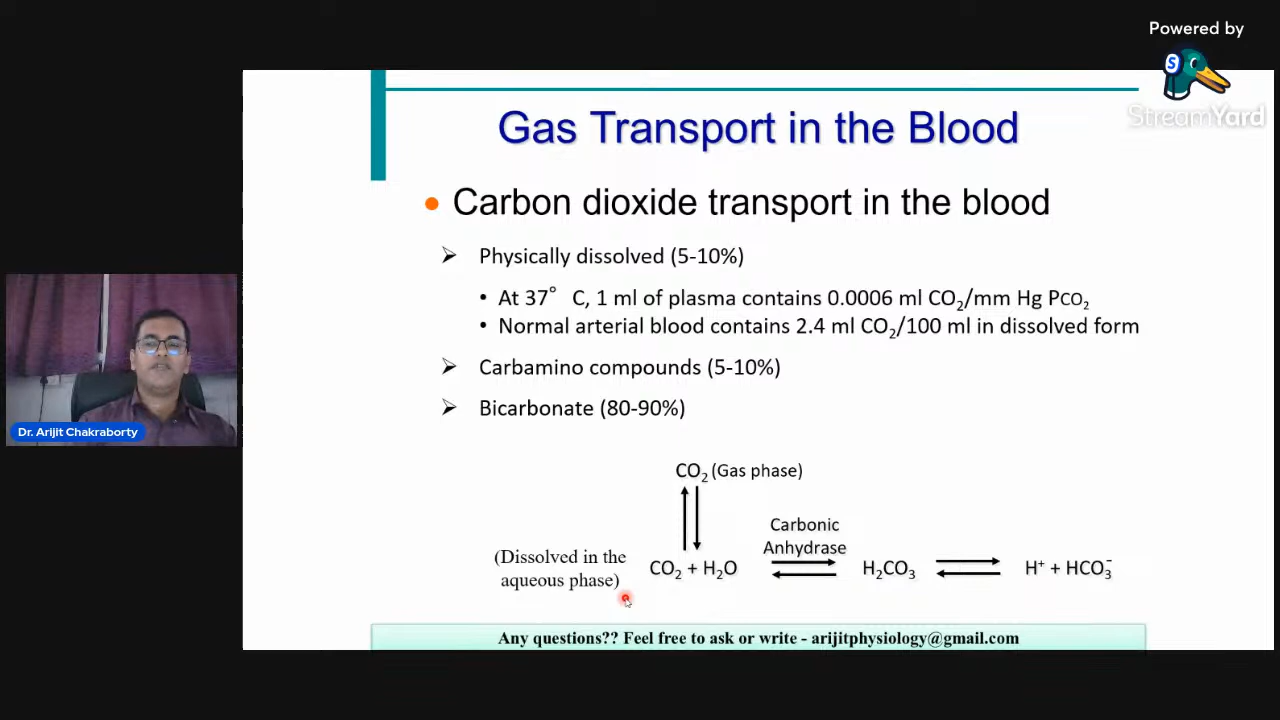 Powered by
S
StreamYard
Gas Transport in the Blood
• Carbon dioxide transport in the blood
➢ Physically dissolved (5-10%)
• At 37° C, 1 ml of plasma contains 0.0006 ml CO₂/mm Hg PCO₂
• Normal arterial blood contains 2.4 ml CO₂/100 ml in dissolved form
➢ Carbamino compounds (5-10%)
➢ Bicarbonate (80-90%)
Dr. Arijit Chakraborty
CO₂ (Gas phase)
Carbonic
Anhydrase
(Dissolved in the
aqueous phase)
CO₂ + H₂O ⇌ H₂CO₃ ⇌ H⁺ + HCO₃⁻
Any questions?? Feel free to ask or write - arijitphysiology@gmail.com